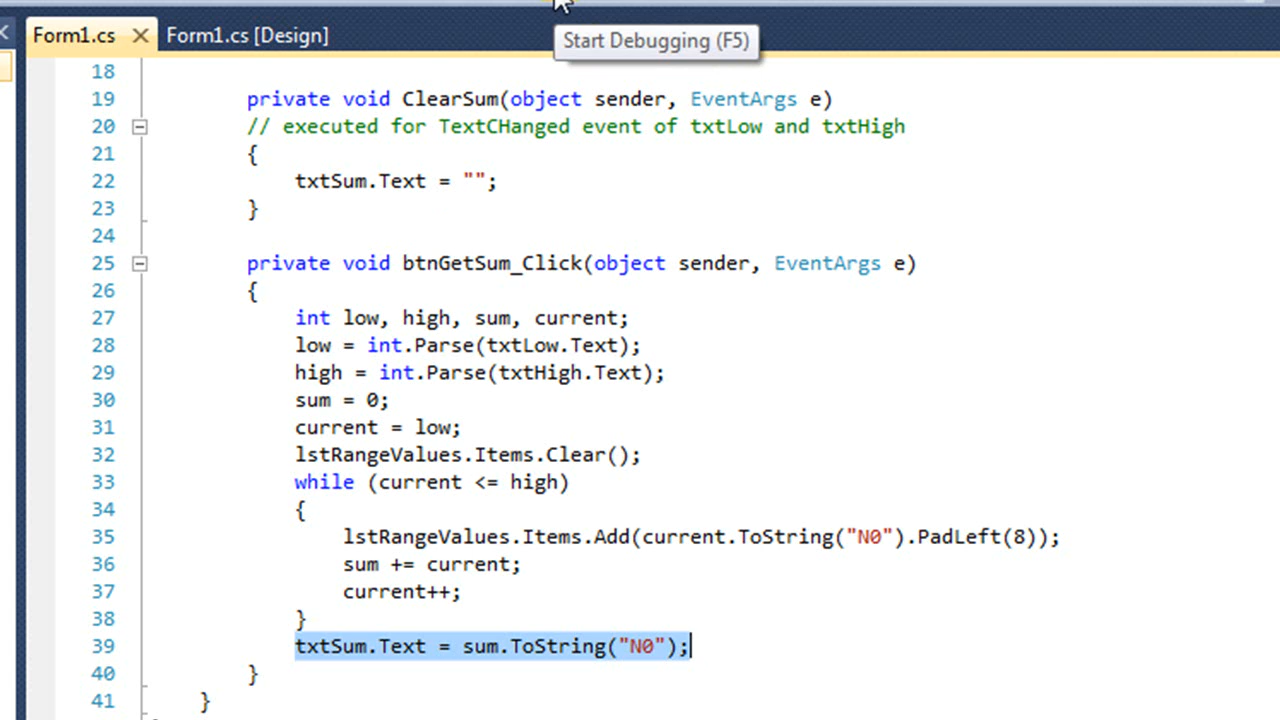 Form1.cs Form1.cs [Design]
Start Debugging (F5)
18
19 private void ClearSum(object sender, EventArgs e)
20 // executed for TextCHanged event of txtLow and txtHigh
21 {
22 txtSum.Text = "";
23 }
24
25 private void btnGetSum_Click(object sender, EventArgs e)
26 {
27 int low, high, sum, current;
28 low = int.Parse(txtLow.Text);
29 high = int.Parse(txtHigh.Text);
30 sum = 0;
31 current = low;
32 lstRangeValues.Items.Clear();
33 while (current <= high)
34 {
35 lstRangeValues.Items.Add(current.ToString("N0").PadLeft(8));
36 sum += current;
37 current++;
38 }
39 txtSum.Text = sum.ToString("N0");
40 }
41 }